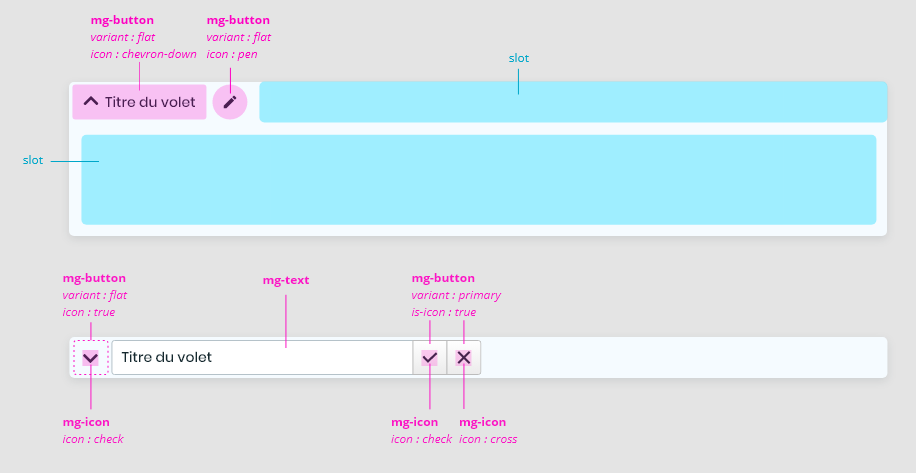 mg-button
variant : flat
icon : chevron-down
mg-button
variant : flat
icon : pen
slot
Titre du volet
slot
mg-button
variant : flat
icon : true
mg-text
mg-button
variant : primary
is-icon : true
Titre du volet
mg-icon
icon : check
mg-icon
icon : check
mg-icon
icon : cross